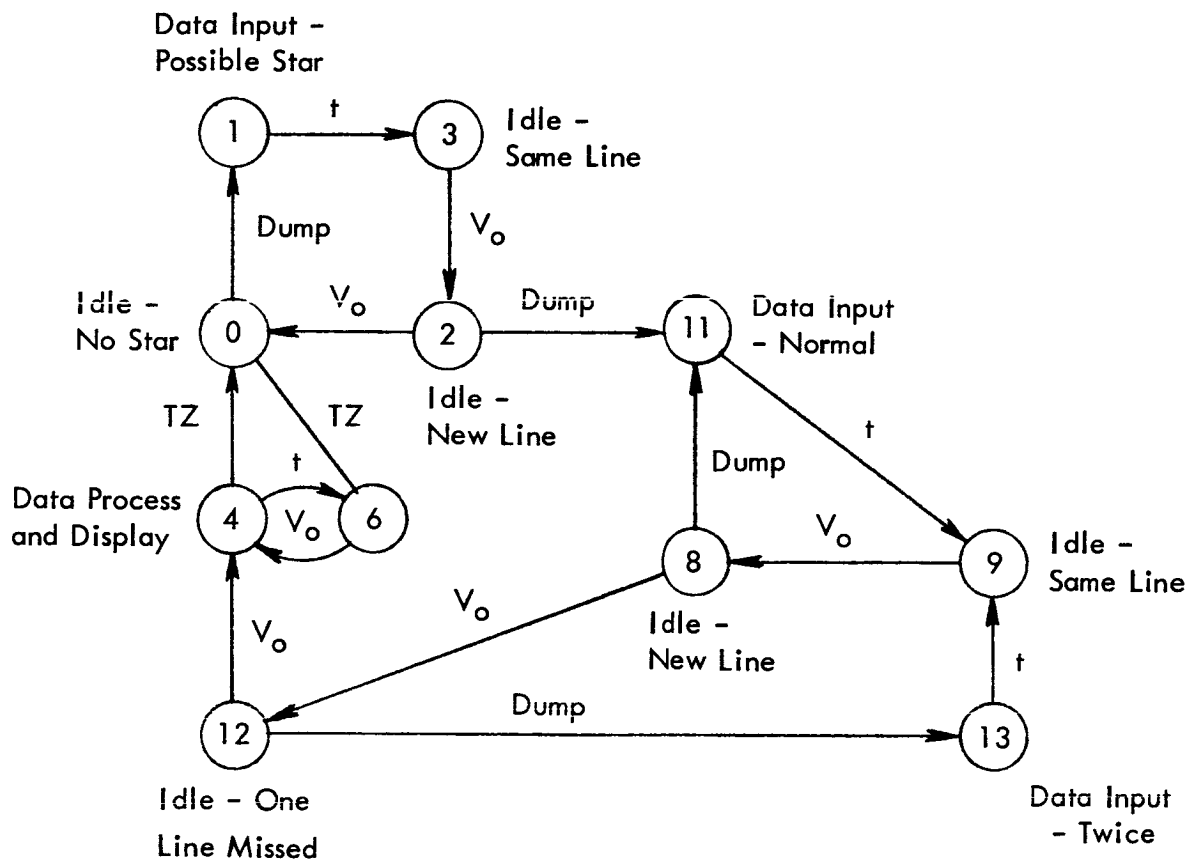 Data Input -
Possible Star
1
t
3
Idle -
Same Line
Dump
Vo
Idle -
No Star
0
Vo
2
Dump
11
Data Input
- Normal
Idle -
New Line
TZ
TZ
t
Dump
t
Data Process
and Display
4
Vo
6
8
Vo
9
Idle -
Same Line
Vo
Vo
Idle -
New Line
t
12
Dump
13
Idle - One
Line Missed
Data Input
- Twice